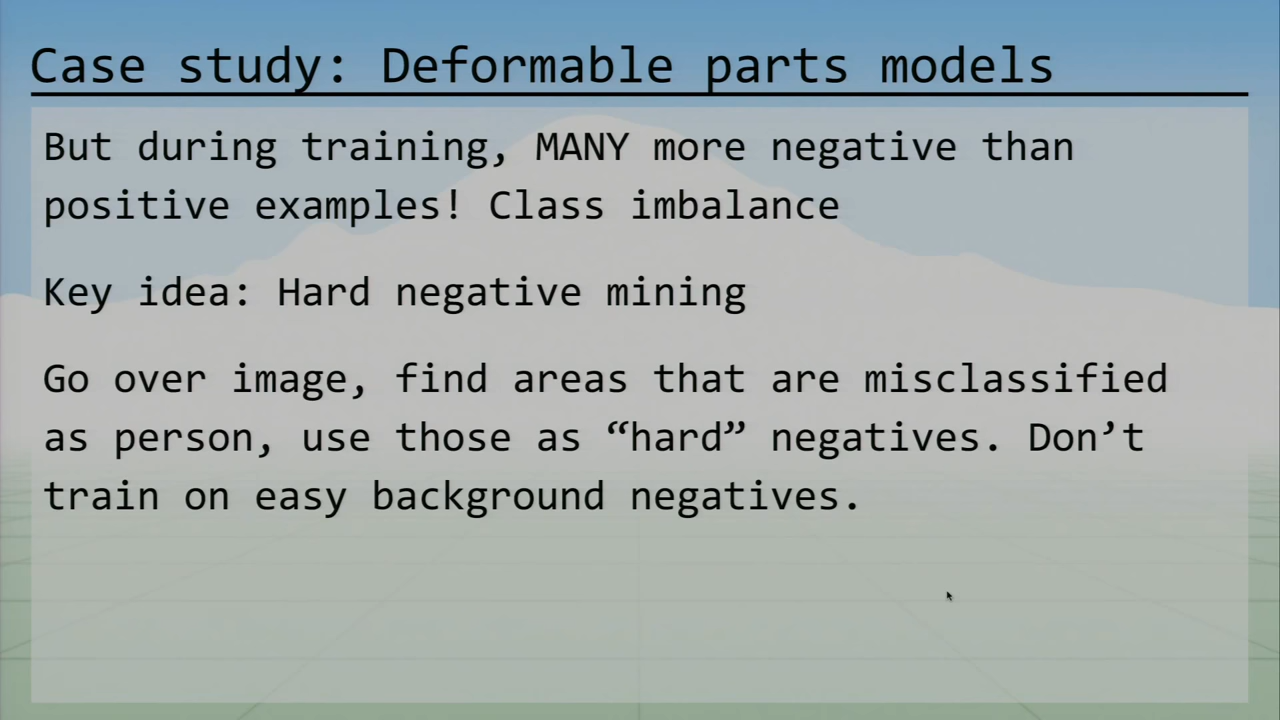 Case study: Deformable parts models
But during training, MANY more negative than
positive examples! Class imbalance
Key idea: Hard negative mining
Go over image, find areas that are misclassified
as person, use those as “hard” negatives. Don’t
train on easy background negatives.